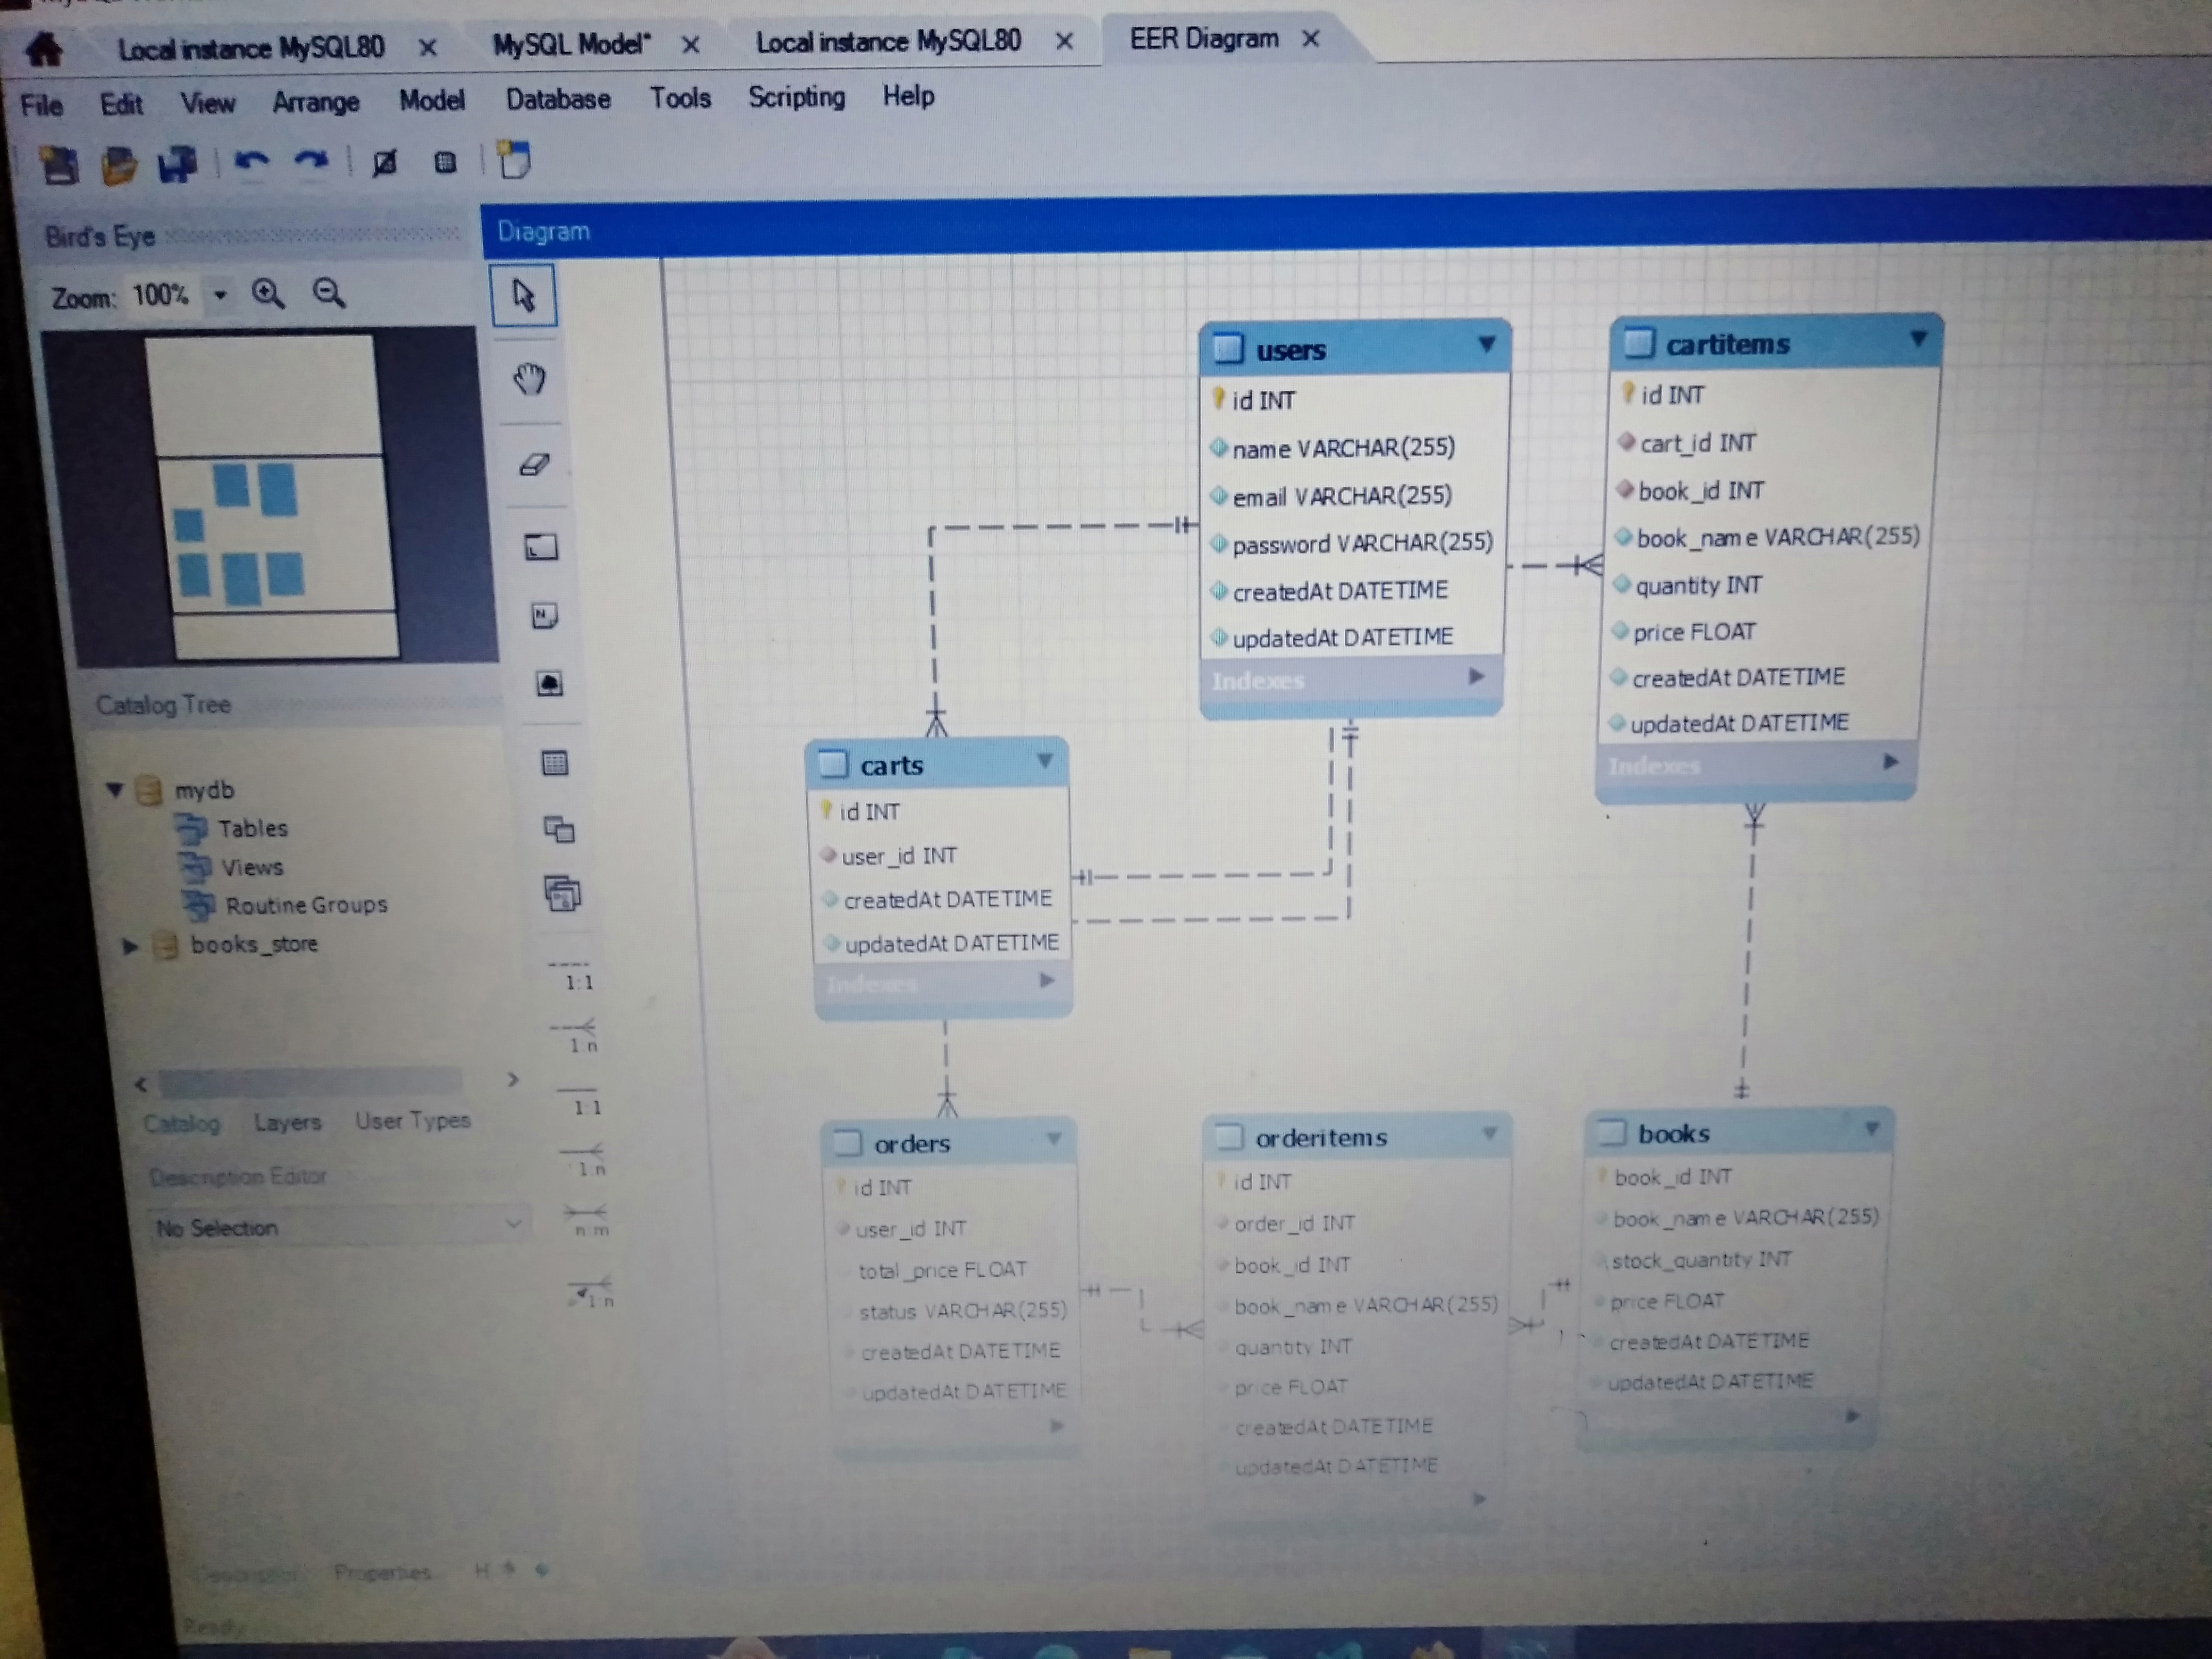 Local instance MySQL80 ×
MySQL Model* ×
Local instance MySQL80 ×
EER Diagram ×
File Edit View Arrange Model Database Tools Scripting Help
Bird's Eye
Zoom: 100%
Diagram
Catalog Tree
mydb
Tables
Views
Routine Groups
books_store
Catalog Layers User Types
Description Editor
No Selection
Properties H
Ready
N
1:1
1:n
1:1
1:n
n:m
1:n
users
id INT
name VARCHAR(255)
email VARCHAR(255)
password VARCHAR(255)
createdAt DATETIME
updatedAt DATETIME
Indexes
cartitems
id INT
cart_id INT
book_id INT
book_name VARCHAR(255)
quantity INT
price FLOAT
createdAt DATETIME
updatedAt DATETIME
Indexes
carts
id INT
user_id INT
createdAt DATETIME
updatedAt DATETIME
Indexes
orders
id INT
user_id INT
total_price FLOAT
status VARCHAR(255)
createdAt DATETIME
updatedAt DATETIME
orderitems
id INT
order_id INT
book_id INT
book_name VARCHAR(255)
quantity INT
price FLOAT
createdAt DATETIME
updatedAt DATETIME
books
book_id INT
book_name VARCHAR(255)
stock_quantity INT
price FLOAT
createdAt DATETIME
updatedAt DATETIME